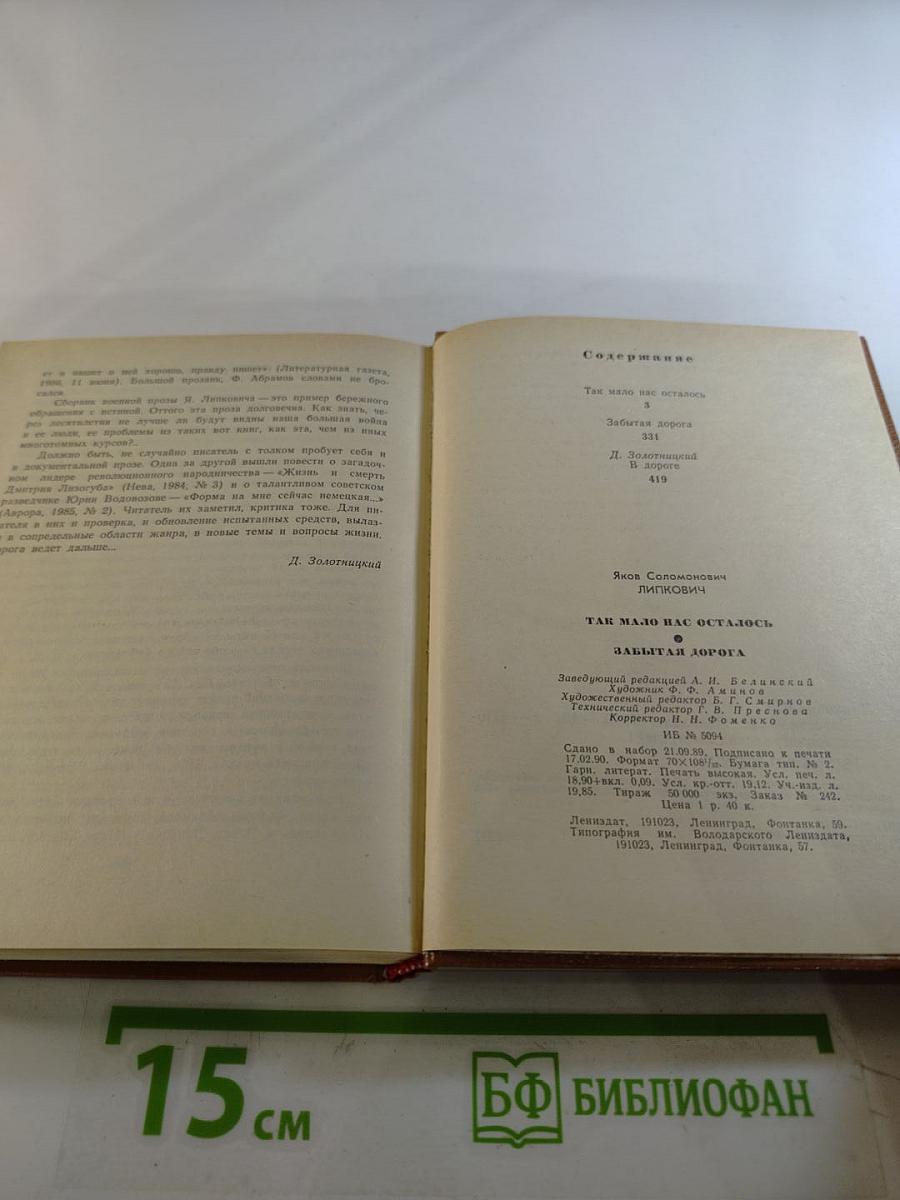 ет и пишет о ней хорошо, правду пишет» (Литературная газета,
1980, 11 июня). Большой прозаик, Ф. Абрамов словами не бро-
сался.
Сборник военной прозы Я. Липковича — это пример бережного
обращения с истиной. Оттого эта проза долговечна. Как знать, че-
рез десятилетия не лучше ли будут видны наша большая война
и ее люди, ее проблемы из таких вот книг, как эта, чем из иных
многотомных курсов?..
Должно быть, не случайно писатель с толком пробует себя и
в документальной прозе. Одна за другой вышли повести о загадоч-
ном лидере революционного народничества — «Жизнь и смерть
Дмитрия Лизогуба» (Нева, 1984, № 3) и о талантливом советском
разведчике Юрии Водовозове — «Форма на мне сейчас немецкая...»
(Аврора, 1985, № 2). Читатель их заметил, критика тоже. Для пи-
ателя в них и проверка, и обновление испытанных средств, вылаз-
в сопредельные области жанра, в новые темы и вопросы жизни.
орога ведет дальше...
Д. Золотницкий
Содержание
Так мало нас осталось
3
Забытая дорога
331
Д. Золотницкий
В дороге
419
Яков Соломонович
ЛИПКОВИЧ
ТАК МАЛО НАС ОСТАЛОСЬ
ЗАБЫТАЯ ДОРОГА
Заведующий редакцией А. И. Белинский
Художник Ф. Ф. Аминов
Художественный редактор Б. Г. Смирнов
Технический редактор Г. В. Преснова
Корректор Н. Н. Фоменко
ИБ № 5094
Сдано в набор 21.09.89. Подписано к печати
17.02.90. Формат 70×108¹/₃₂. Бумага тип. № 2.
Гарн. литерат. Печать высокая. Усл. печ. л.
18,90+вкл. 0,09. Усл. кр.-отт. 19,12. Уч.-изд. л.
19,85. Тираж 50 000 экз. Заказ № 242.
Цена 1 р. 40 к.
Лениздат, 191023, Ленинград, Фонтанка, 59.
Типография им. Володарского Лениздата,
191023, Ленинград, Фонтанка, 57.
15 см
БФ БИБЛИОФАН